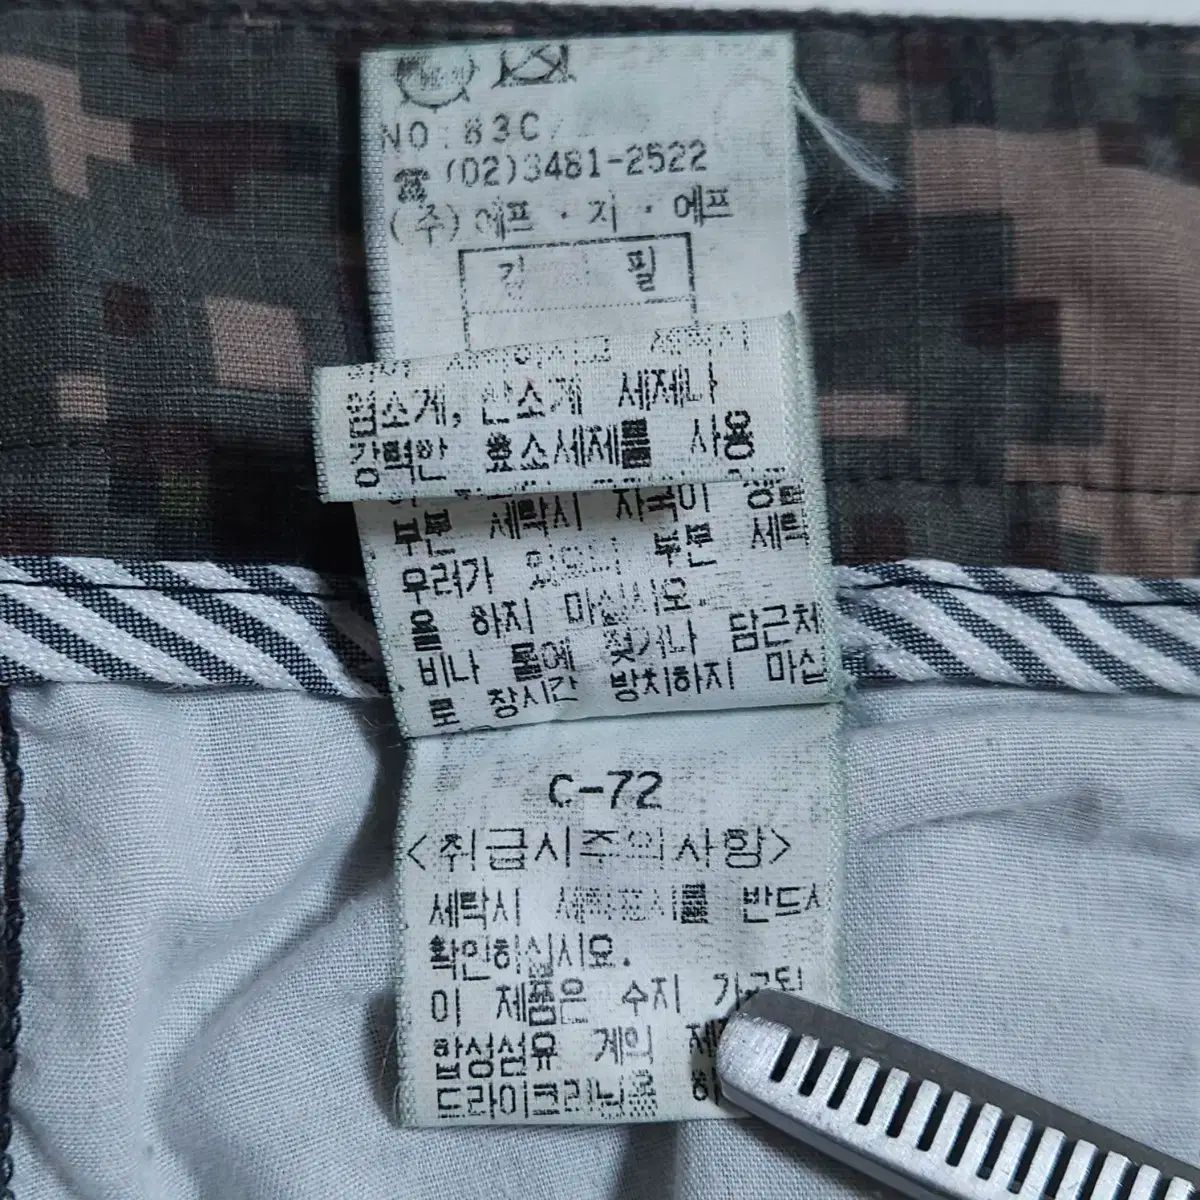 NO : 83C
☎(02)3481-2522
(주)에프·지·에프
검 필
염소계, 산소계 세제나
강력한 효소세제를 사용
부분 세탁시 자국이 생길
우려가 있으니 부분 세탁
을 하지 마십시오.
비나 물에 젖거나 담근채
로 장시간 방치하지 마십
C-72
<취급시주의사항>
세탁시 세탁표시를 반드시
확인하십시요.
이 제품은 수지 가공된
합성섬유 계의
드라이크리닝용